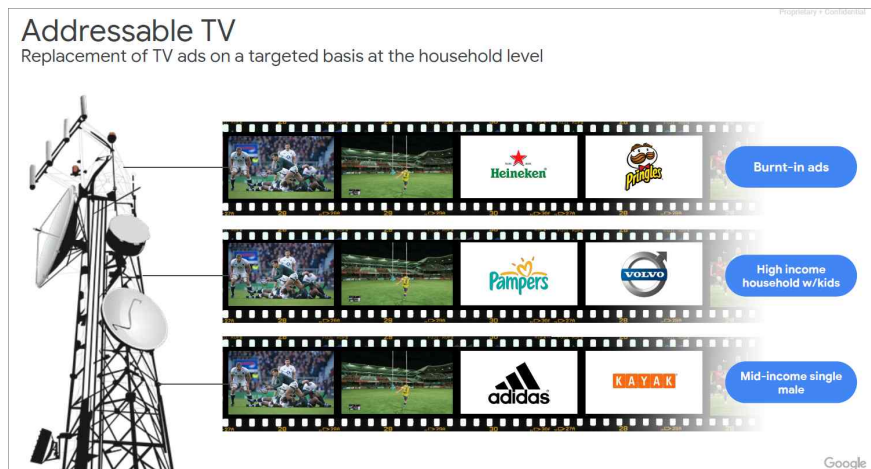 Proprietary + Confidential
Addressable TV
Replacement of TV ads on a targeted basis at the household level
Heineken
Pringles
Burnt-in ads
Pampers
VOLVO
High income
household w/kids
adidas
KAYAK
Mid-income single
male
Google